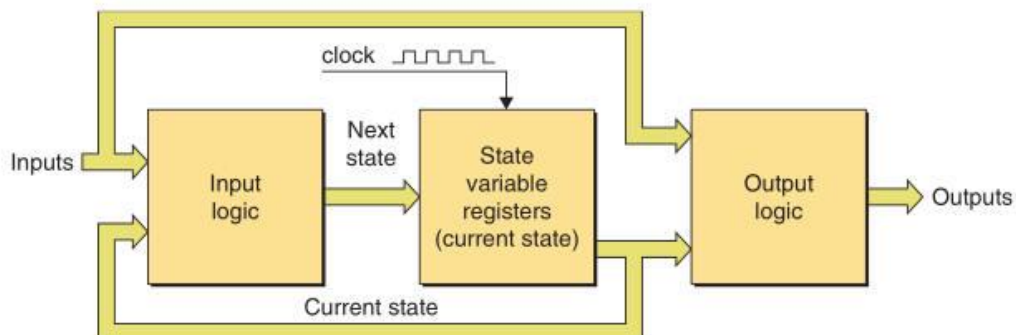 clock
Inputs
Input
logic
Next
state
State
variable
registers
(current state)
Output
logic
Outputs
Current state